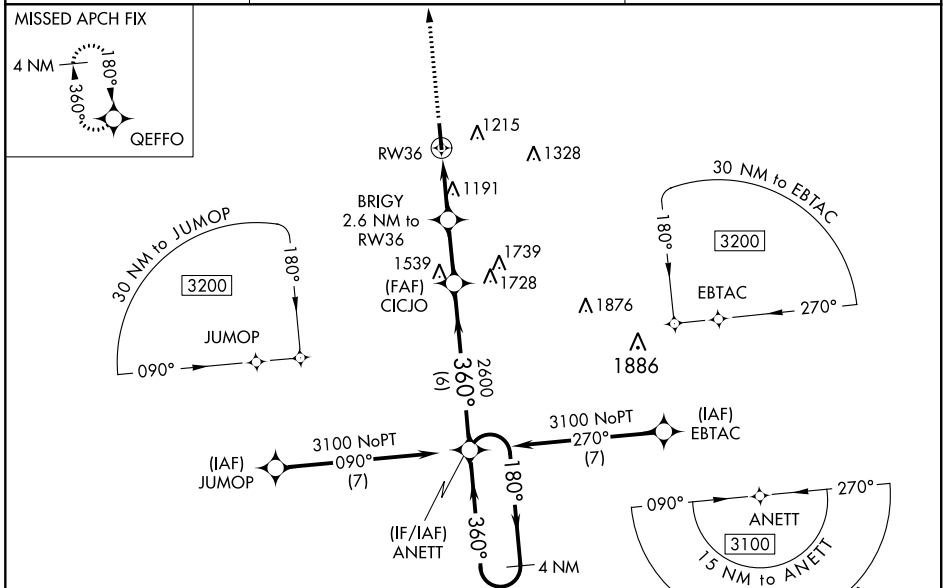 MISSED APCH FIX
4 NM
180°
360°
QEFFO
RW36
1215
1328
1191
BRIGY
2.6 NM to
RW36
1539
1739
1728
(FAF)
CICJO
1876
1886
30 NM to JUMOP
180°
3200
JUMOP
090°
30 NM to EBTAC
180°
3200
EBTAC
270°
2600
360°
(6)
3100 NoPT
090°
(7)
(IAF)
JUMOP
3100 NoPT
270°
(7)
(IAF)
EBTAC
(IF/IAF)
ANETT
360°
180°
4 NM
090°
270°
ANETT
3100
15 NM to ANETT